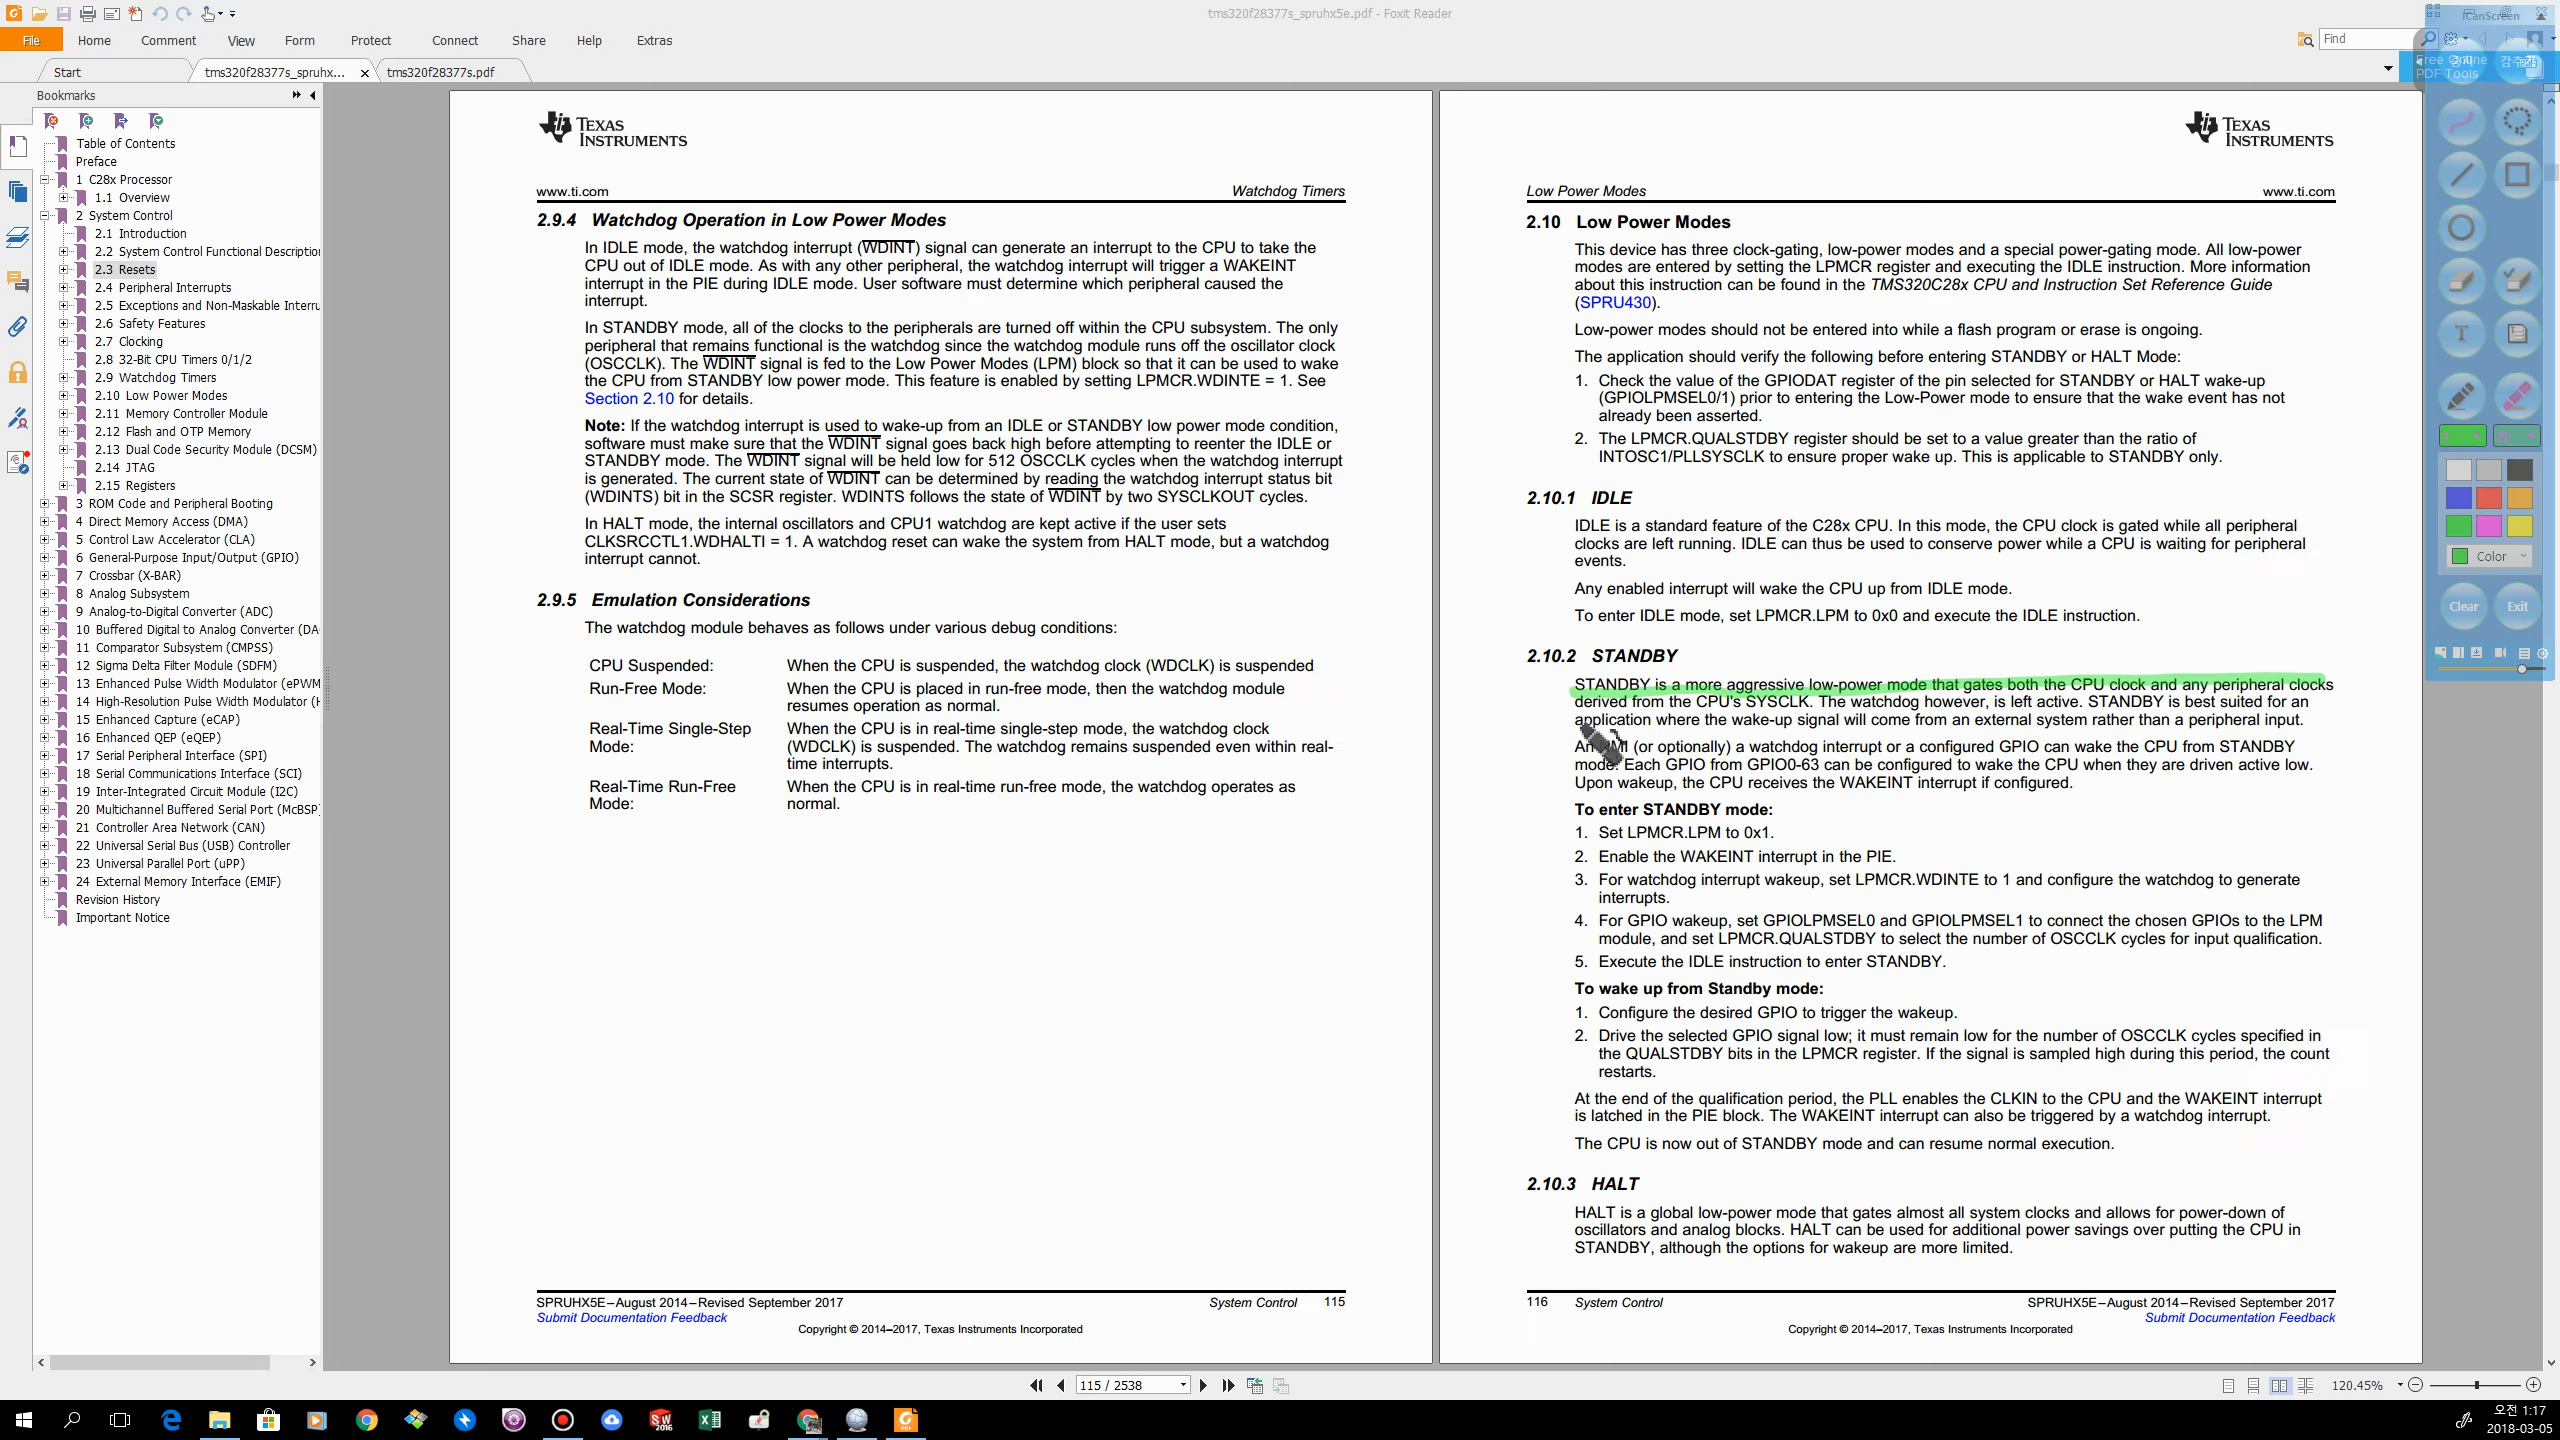 tms320f28377s_spruhx5e.pdf - Foxit Reader
File Home Comment View Form Protect Connect Share Help Extras
Find
Start
tms320f28377s_spruhx...
tms320f28377s.pdf
Bookmarks
Table of Contents
Preface
1 C28x Processor
1.1 Overview
2 System Control
2.1 Introduction
2.2 System Control Functional Description
2.3 Resets
2.4 Peripheral Interrupts
2.5 Exceptions and Non-Maskable Interru
2.6 Safety Features
2.7 Clocking
2.8 32-Bit CPU Timers 0/1/2
2.9 Watchdog Timers
2.10 Low Power Modes
2.11 Memory Controller Module
2.12 Flash and OTP Memory
2.13 Dual Code Security Module (DCSM)
2.14 JTAG
2.15 Registers
3 ROM Code and Peripheral Booting
4 Direct Memory Access (DMA)
5 Control Law Accelerator (CLA)
6 General-Purpose Input/Output (GPIO)
7 Crossbar (X-BAR)
8 Analog Subsystem
9 Analog-to-Digital Converter (ADC)
10 Buffered Digital to Analog Converter (DA
11 Comparator Subsystem (CMPSS)
12 Sigma Delta Filter Module (SDFM)
13 Enhanced Pulse Width Modulator (ePWM
14 High-Resolution Pulse Width Modulator (H
15 Enhanced Capture (eCAP)
16 Enhanced QEP (eQEP)
17 Serial Peripheral Interface (SPI)
18 Serial Communications Interface (SCI)
19 Inter-Integrated Circuit Module (I2C)
20 Multichannel Buffered Serial Port (McBSP)
21 Controller Area Network (CAN)
22 Universal Serial Bus (USB) Controller
23 Universal Parallel Port (uPP)
24 External Memory Interface (EMIF)
Revision History
Important Notice
TEXAS
INSTRUMENTS
www.ti.com Watchdog Timers
2.9.4 Watchdog Operation in Low Power Modes
In IDLE mode, the watchdog interrupt (WDINT) signal can generate an interrupt to the CPU to take the
CPU out of IDLE mode. As with any other peripheral, the watchdog interrupt will trigger a WAKEINT
interrupt in the PIE during IDLE mode. User software must determine which peripheral caused the
interrupt.
In STANDBY mode, all of the clocks to the peripherals are turned off within the CPU subsystem. The only
peripheral that remains functional is the watchdog since the watchdog module runs off the oscillator clock
(OSCCLK). The WDINT signal is fed to the Low Power Modes (LPM) block so that it can be used to wake
the CPU from STANDBY low power mode. This feature is enabled by setting LPMCR.WDINTE = 1. See
Section 2.10 for details.
Note: If the watchdog interrupt is used to wake-up from an IDLE or STANDBY low power mode condition,
software must make sure that the WDINT signal goes back high before attempting to reenter the IDLE or
STANDBY mode. The WDINT signal will be held low for 512 OSCCLK cycles when the watchdog interrupt
is generated. The current state of WDINT can be determined by reading the watchdog interrupt status bit
(WDINTS) bit in the SCSR register. WDINTS follows the state of WDINT by two SYSCLKOUT cycles.
In HALT mode, the internal oscillators and CPU1 watchdog are kept active if the user sets
CLKSRCCTL1.WDHALTI = 1. A watchdog reset can wake the system from HALT mode, but a watchdog
interrupt cannot.
2.9.5 Emulation Considerations
The watchdog module behaves as follows under various debug conditions:
CPU Suspended: When the CPU is suspended, the watchdog clock (WDCLK) is suspended
Run-Free Mode: When the CPU is placed in run-free mode, then the watchdog module
resumes operation as normal.
Real-Time Single-Step When the CPU is in real-time single-step mode, the watchdog clock
Mode: (WDCLK) is suspended. The watchdog remains suspended even within real-
time interrupts.
Real-Time Run-Free When the CPU is in real-time run-free mode, the watchdog operates as
Mode: normal.
SPRUHX5E–August 2014–Revised September 2017 System Control 115
Submit Documentation Feedback
Copyright © 2014–2017, Texas Instruments Incorporated
TEXAS
INSTRUMENTS
Low Power Modes www.ti.com
2.10 Low Power Modes
This device has three clock-gating, low-power modes and a special power-gating mode. All low-power
modes are entered by setting the LPMCR register and executing the IDLE instruction. More information
about this instruction can be found in the TMS320C28x CPU and Instruction Set Reference Guide
(SPRU430).
Low-power modes should not be entered into while a flash program or erase is ongoing.
The application should verify the following before entering STANDBY or HALT Mode:
1. Check the value of the GPIODAT register of the pin selected for STANDBY or HALT wake-up
(GPIOLPMSEL0/1) prior to entering the Low-Power mode to ensure that the wake event has not
already been asserted.
2. The LPMCR.QUALSTDBY register should be set to a value greater than the ratio of
INTOSC1/PLLSYSCLK to ensure proper wake up. This is applicable to STANDBY only.
2.10.1 IDLE
IDLE is a standard feature of the C28x CPU. In this mode, the CPU clock is gated while all peripheral
clocks are left running. IDLE can thus be used to conserve power while a CPU is waiting for peripheral
events.
Any enabled interrupt will wake the CPU up from IDLE mode.
To enter IDLE mode, set LPMCR.LPM to 0x0 and execute the IDLE instruction.
2.10.2 STANDBY
STANDBY is a more aggressive low-power mode that gates both the CPU clock and any peripheral clocks
derived from the CPU's SYSCLK. The watchdog however, is left active. STANDBY is best suited for an
application where the wake-up signal will come from an external system rather than a peripheral input.
An (or optionally) a watchdog interrupt or a configured GPIO can wake the CPU from STANDBY
mode. Each GPIO from GPIO0-63 can be configured to wake the CPU when they are driven active low.
Upon wakeup, the CPU receives the WAKEINT interrupt if configured.
To enter STANDBY mode:
1. Set LPMCR.LPM to 0x1.
2. Enable the WAKEINT interrupt in the PIE.
3. For watchdog interrupt wakeup, set LPMCR.WDINTE to 1 and configure the watchdog to generate
interrupts.
4. For GPIO wakeup, set GPIOLPMSEL0 and GPIOLPMSEL1 to connect the chosen GPIOs to the LPM
module, and set LPMCR.QUALSTDBY to select the number of OSCCLK cycles for input qualification.
5. Execute the IDLE instruction to enter STANDBY.
To wake up from Standby mode:
1. Configure the desired GPIO to trigger the wakeup.
2. Drive the selected GPIO signal low; it must remain low for the number of OSCCLK cycles specified in
the QUALSTDBY bits in the LPMCR register. If the signal is sampled high during this period, the count
restarts.
At the end of the qualification period, the PLL enables the CLKIN to the CPU and the WAKEINT interrupt
is latched in the PIE block. The WAKEINT interrupt can also be triggered by a watchdog interrupt.
The CPU is now out of STANDBY mode and can resume normal execution.
2.10.3 HALT
HALT is a global low-power mode that gates almost all system clocks and allows for power-down of
oscillators and analog blocks. HALT can be used for additional power savings over putting the CPU in
STANDBY, although the options for wakeup are more limited.
116 System Control SPRUHX5E–August 2014–Revised September 2017
Submit Documentation Feedback
Copyright © 2014–2017, Texas Instruments Incorporated
iCanScreen
Free Online
PDF Tools
Color
Clear Exit
115 / 2538
120.45%
오전 1:17
2018-03-05